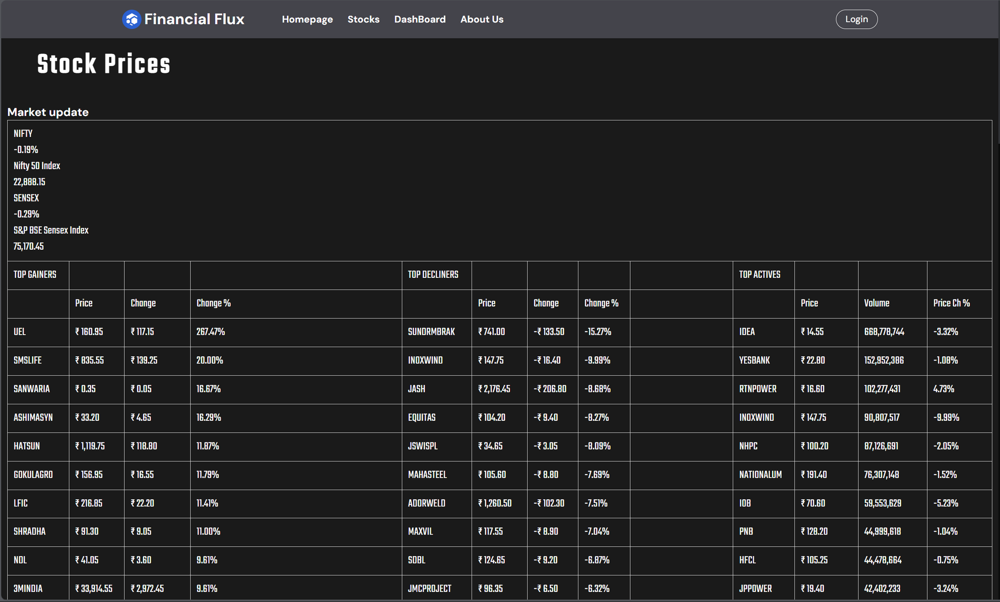 Financial Flux Homepage Stocks DashBoard About Us Login
Stock Prices
Market update
NIFTY
-0.19%
Nifty 50 Index
22,888.15
SENSEX
-0.29%
S&P BSE Sensex Index
75,170.45
TOP GAINERS TOP DECLINERS TOP ACTIVES
Price Change Change % Price Change Change % Price Volume Price Ch %
UEL ₹ 160.95 ₹ 117.15 267.47% SUNDRMBRAK ₹ 741.00 -₹ 133.50 -15.27% IDEA ₹ 14.55 668,778,744 -3.32%
SMSLIFE ₹ 835.55 ₹ 139.25 20.00% INOXWIND ₹ 147.75 -₹ 16.40 -9.99% YESBANK ₹ 22.80 152,952,386 -1.08%
SANWARIA ₹ 0.35 ₹ 0.05 16.67% JASH ₹ 2,176.45 -₹ 206.80 -8.68% RTNPOWER ₹ 16.60 102,277,431 4.73%
ASHIMASYN ₹ 33.20 ₹ 4.65 16.29% EQUITAS ₹ 104.20 -₹ 9.40 -8.27% INOXWIND ₹ 147.75 90,807,517 -9.99%
HATSUN ₹ 1,119.75 ₹ 118.80 11.87% JSWISPL ₹ 34.65 -₹ 3.05 -8.09% NHPC ₹ 100.20 87,126,691 -2.05%
GOKULAGRO ₹ 156.95 ₹ 16.55 11.79% MAHASTEEL ₹ 105.60 -₹ 8.80 -7.69% NATIONALUM ₹ 191.40 76,307,148 -1.52%
LFIC ₹ 216.85 ₹ 22.20 11.41% ADORWELD ₹ 1,260.50 -₹ 102.30 -7.51% IOB ₹ 70.60 59,553,629 -5.23%
SHRADHA ₹ 91.30 ₹ 9.05 11.00% MAXVIL ₹ 117.55 -₹ 8.90 -7.04% PNB ₹ 128.20 44,999,618 -1.04%
NDL ₹ 41.05 ₹ 3.60 9.61% SDBL ₹ 124.65 -₹ 9.20 -6.87% HFCL ₹ 105.25 44,478,664 -0.75%
3MINDIA ₹ 33,914.55 ₹ 2,972.45 9.61% JMCPROJECT ₹ 96.35 -₹ 6.50 -6.32% JPPOWER ₹ 19.40 42,402,233 -3.24%